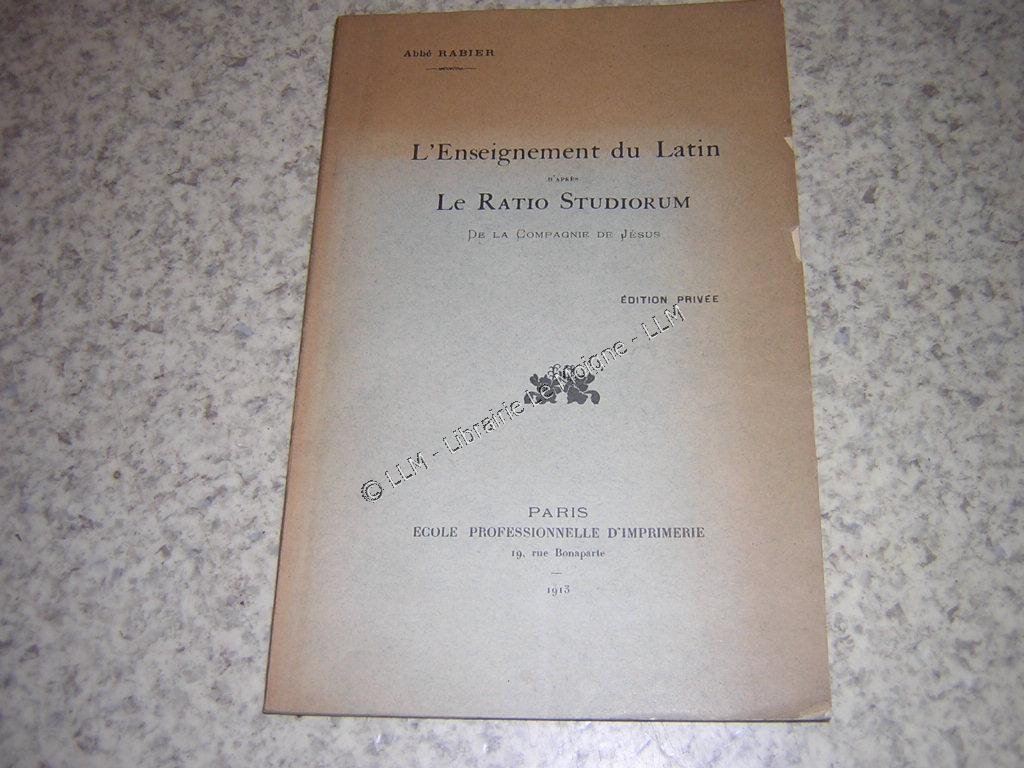 Abbé RABIER
L'Enseignement du Latin
D'APRÈS
LE RATIO STUDIORUM
DE LA COMPAGNIE DE JÉSUS
ÉDITION PRIVÉE
© LLM - Librairie Le Moigne - LLM
PARIS
ECOLE PROFESSIONNELLE D'IMPRIMERIE
19, rue Bonaparte
1913